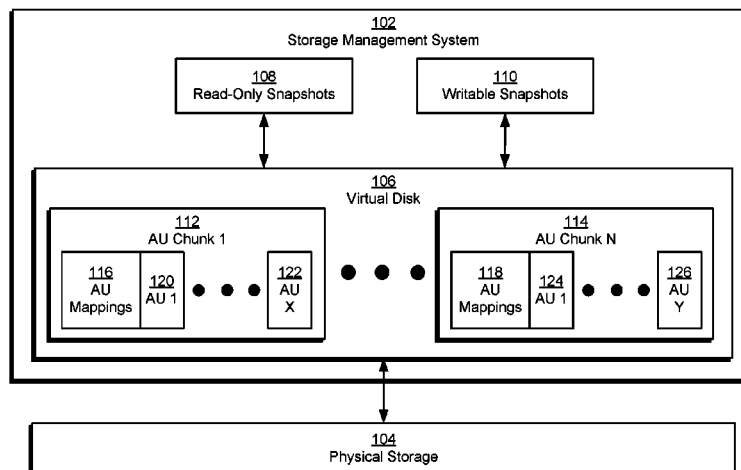 102
Storage Management System
108
Read-Only Snapshots
110
Writable Snapshots
106
Virtual Disk
112
AU Chunk 1
116
AU
Mappings
120
AU 1
122
AU
X
114
AU Chunk N
118
AU
Mappings
124
AU 1
126
AU
Y
104
Physical Storage